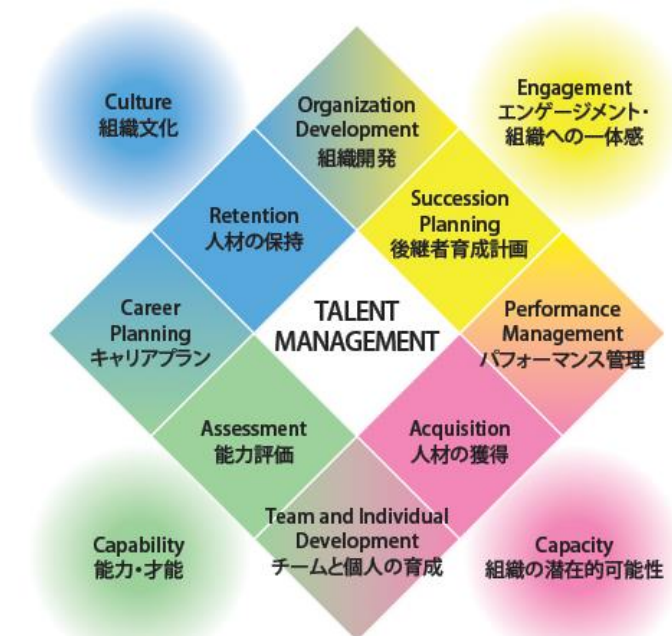 Culture
組織文化
Organization
Development
組織開発
Engagement
エンゲージメント・
組織への一体感
Retention
人材の保持
Succession
Planning
後継者育成計画
Career
Planning
キャリアプラン
TALENT
MANAGEMENT
Performance
Management
パフォーマンス管理
Assessment
能力評価
Acquisition
人材の獲得
Capability
能力・才能
Team and Individual
Development
チームと個人の育成
Capacity
組織の潜在的可能性